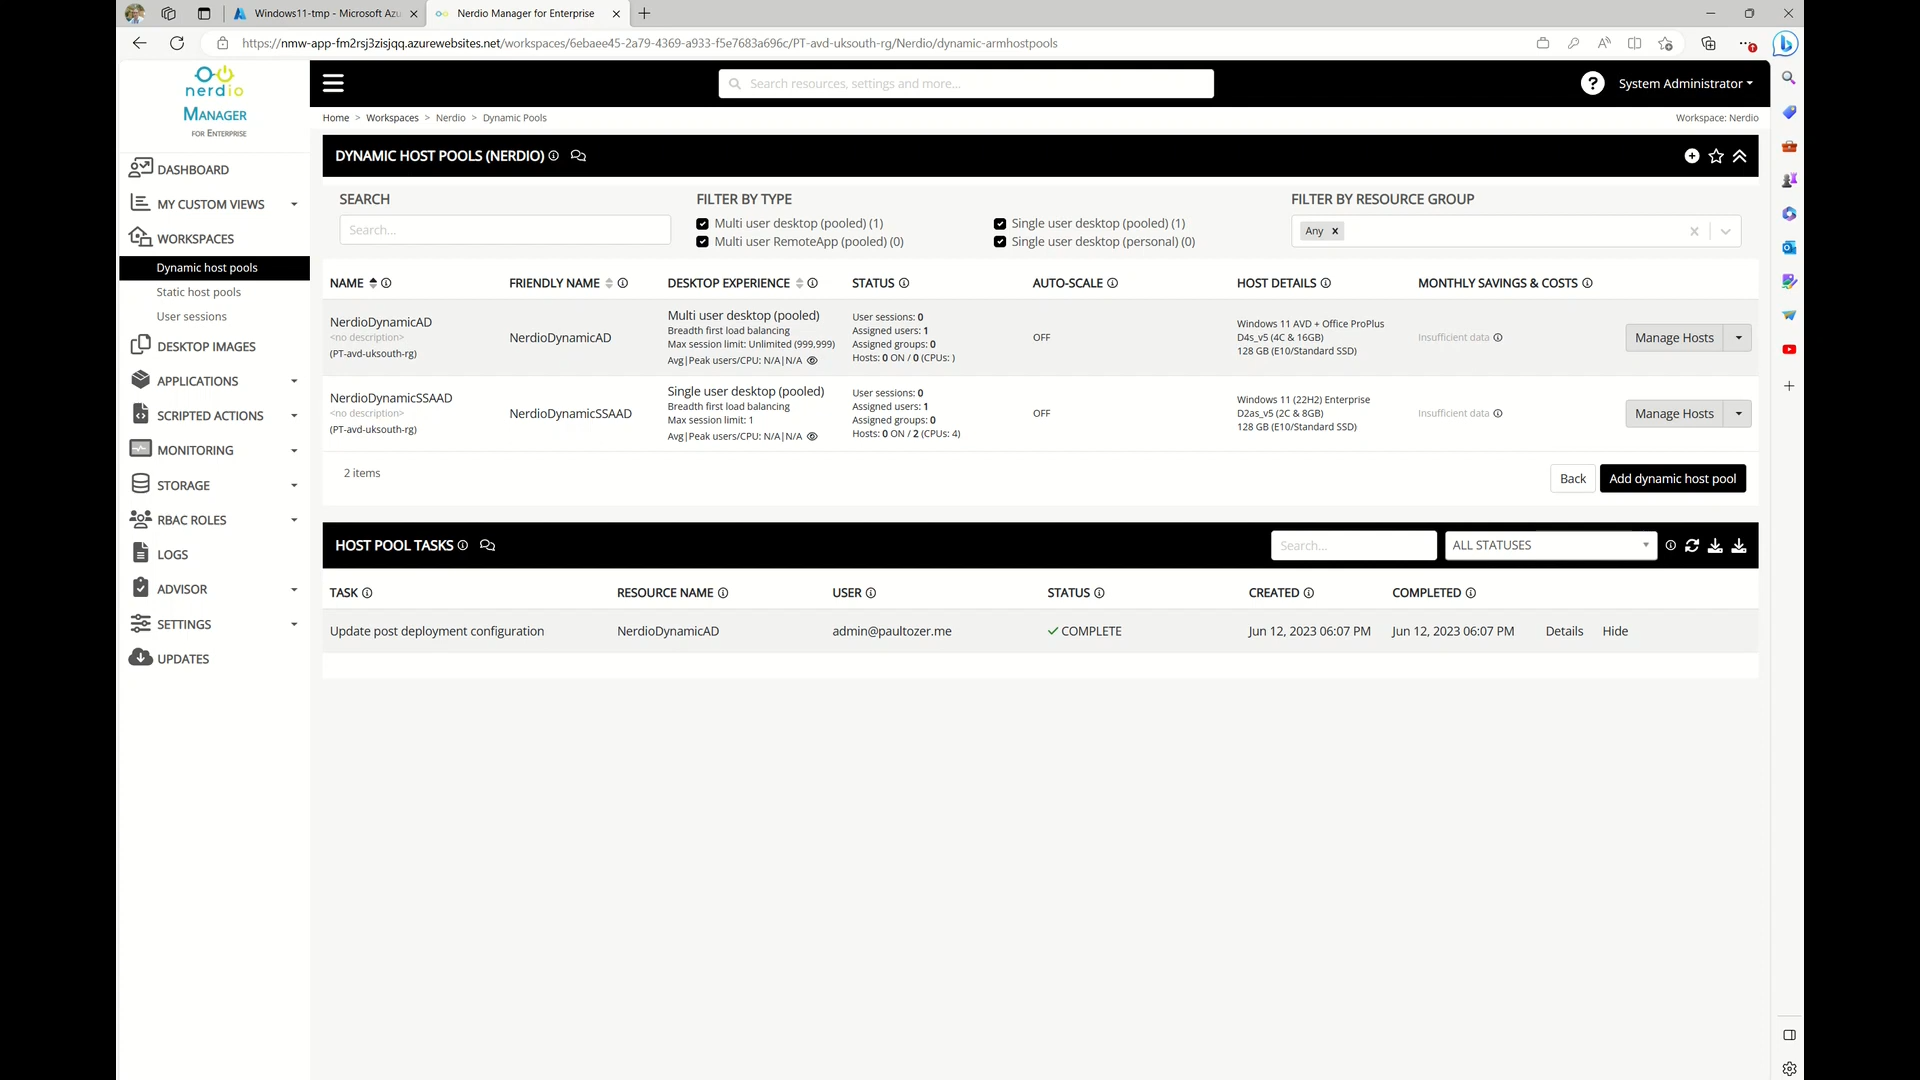 Windows11-tmp - Microsoft Azu
Nerdio Manager for Enterprise
https://nmw-app-fm2rsj3zisjqq.azurewebsites.net/workspaces/6ebaee45-2a79-4369-a933-f5e7683a696c/PT-avd-uksouth-rg/Nerdio/dynamic-armhostpools
nerdio
MANAGER
FOR ENTERPRISE
Search resources, settings and more...
System Administrator
Home > Workspaces > Nerdio > Dynamic Pools
Workspace: Nerdio
DASHBOARD
MY CUSTOM VIEWS
WORKSPACES
Dynamic host pools
Static host pools
User sessions
DESKTOP IMAGES
APPLICATIONS
SCRIPTED ACTIONS
MONITORING
STORAGE
RBAC ROLES
LOGS
ADVISOR
SETTINGS
UPDATES
DYNAMIC HOST POOLS (NERDIO)
SEARCH
Search...
FILTER BY TYPE
Multi user desktop (pooled) (1)
Single user desktop (pooled) (1)
Multi user RemoteApp (pooled) (0)
Single user desktop (personal) (0)
FILTER BY RESOURCE GROUP
Any
NAME
FRIENDLY NAME
DESKTOP EXPERIENCE
STATUS
AUTO-SCALE
HOST DETAILS
MONTHLY SAVINGS & COSTS
NerdioDynamicAD
<no description>
(PT-avd-uksouth-rg)
NerdioDynamicAD
Multi user desktop (pooled)
Breadth first load balancing
Max session limit: Unlimited (999,999)
Avg|Peak users/CPU: N/A|N/A
User sessions: 0
Assigned users: 1
Assigned groups: 0
Hosts: 0 ON / 0 (CPUs: )
OFF
Windows 11 AVD + Office ProPlus
D4s_v5 (4C & 16GB)
128 GB (E10/Standard SSD)
Insufficient data
Manage Hosts
NerdioDynamicSSAAD
<no description>
(PT-avd-uksouth-rg)
NerdioDynamicSSAAD
Single user desktop (pooled)
Breadth first load balancing
Max session limit: 1
Avg|Peak users/CPU: N/A|N/A
User sessions: 0
Assigned users: 1
Assigned groups: 0
Hosts: 0 ON / 2 (CPUs: 4)
OFF
Windows 11 (22H2) Enterprise
D2as_v5 (2C & 8GB)
128 GB (E10/Standard SSD)
Insufficient data
Manage Hosts
2 items
Back
Add dynamic host pool
HOST POOL TASKS
Search...
ALL STATUSES
TASK
RESOURCE NAME
USER
STATUS
CREATED
COMPLETED
Update post deployment configuration
NerdioDynamicAD
admin@paultozer.me
COMPLETE
Jun 12, 2023 06:07 PM
Jun 12, 2023 06:07 PM
Details
Hide